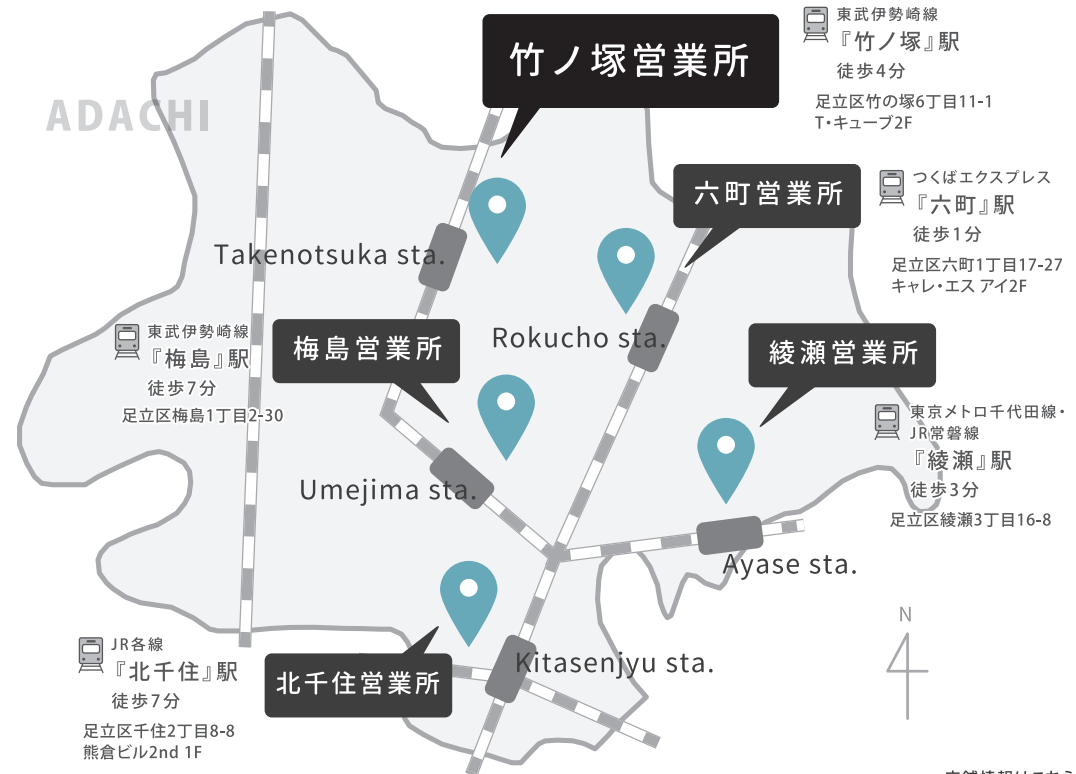 ADACHI
竹ノ塚営業所
東武伊勢崎線
『竹ノ塚』駅
徒歩4分
足立区竹の塚6丁目11-1
T・キューブ2F
六町営業所
つくばエクスプレス
『六町』駅
徒歩1分
足立区六町1丁目17-27
キャレ・エス アイ2F
Takenotsuka sta.
Rokucho sta.
東武伊勢崎線
『梅島』駅
徒歩7分
足立区梅島1丁目2-30
梅島営業所
綾瀬営業所
東京メトロ千代田線・
JR常磐線
『綾瀬』駅
徒歩3分
足立区綾瀬3丁目16-8
Umejima sta.
Ayase sta.
N
JR各線
『北千住』駅
徒歩7分
足立区千住2丁目8-8
熊倉ビル2nd 1F
北千住営業所
Kitasenjyu sta.